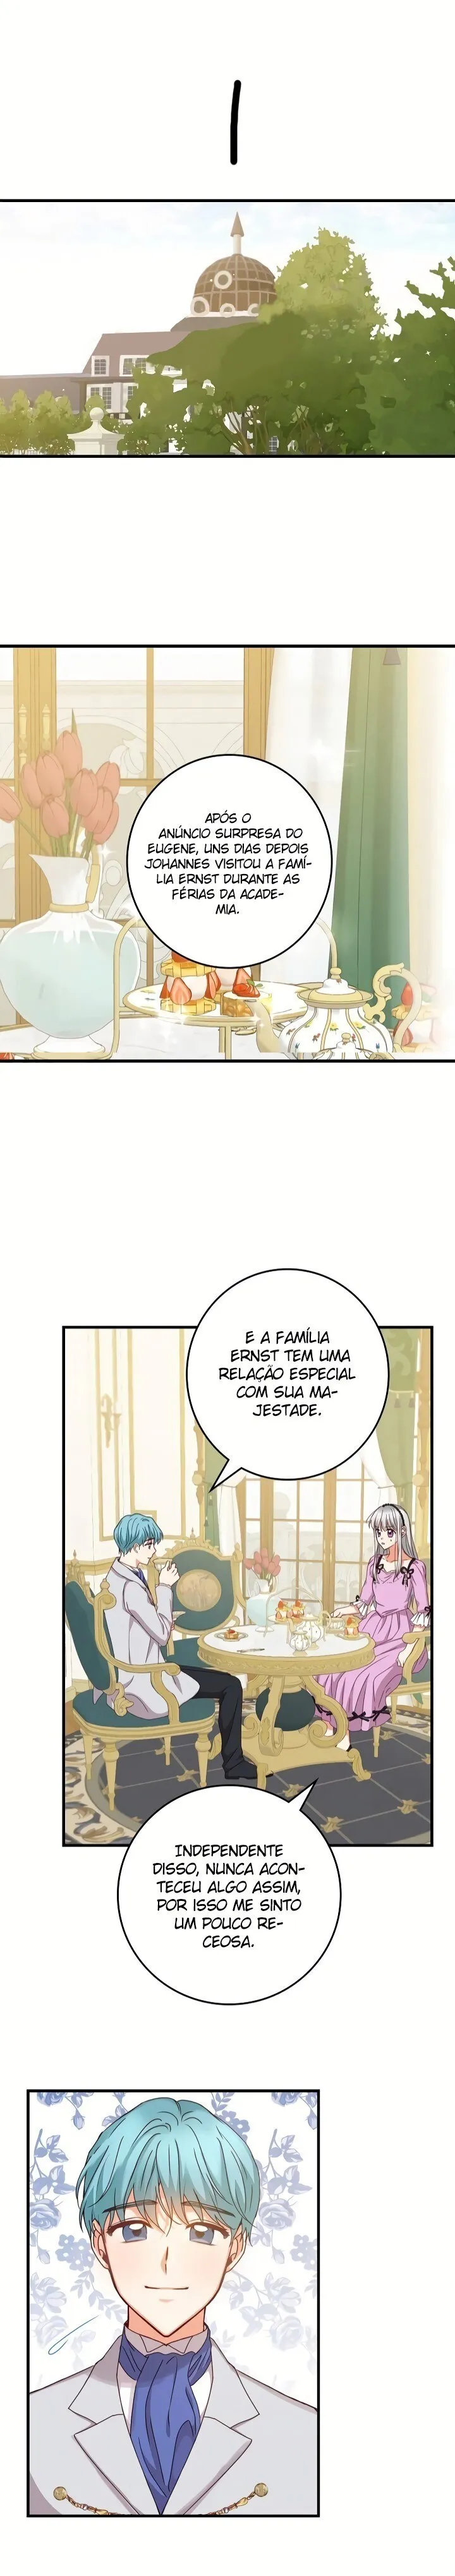 APÓS O
ANÚNCIO SURPRESA DO
EUGENE, UNS DIAS DEPOIS
JOHANNES VISITOU A FAMÍ-
LIA ERNST DURANTE AS
FÉRIAS DA ACADE-
MIA.
E A FAMÍLIA
ERNST TEM UMA
RELAÇÃO ESPECIAL
COM SUA MA-
JESTADE.
INDEPENDENTE
DISSO, NUNCA ACON-
TECEU ALGO ASSIM,
POR ISSO ME SINTO
UM POUCO RE-
CEOSA.